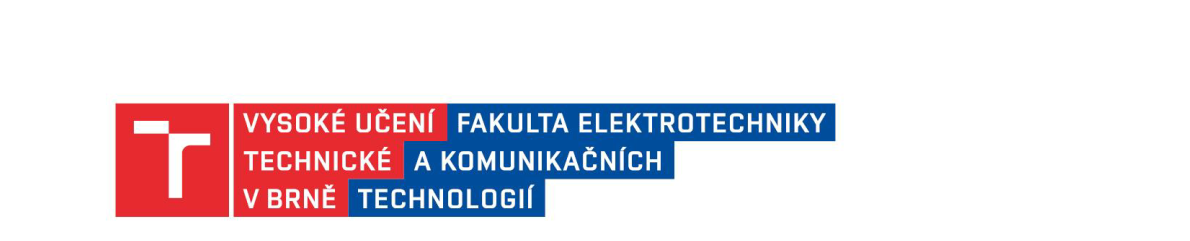 VYSOKÉ UČENÍ FAKULTA ELEKTROTECHNIKY
TECHNICKÉ A KOMUNIKAČNÍCH
V BRNĚ TECHNOLOGIÍ